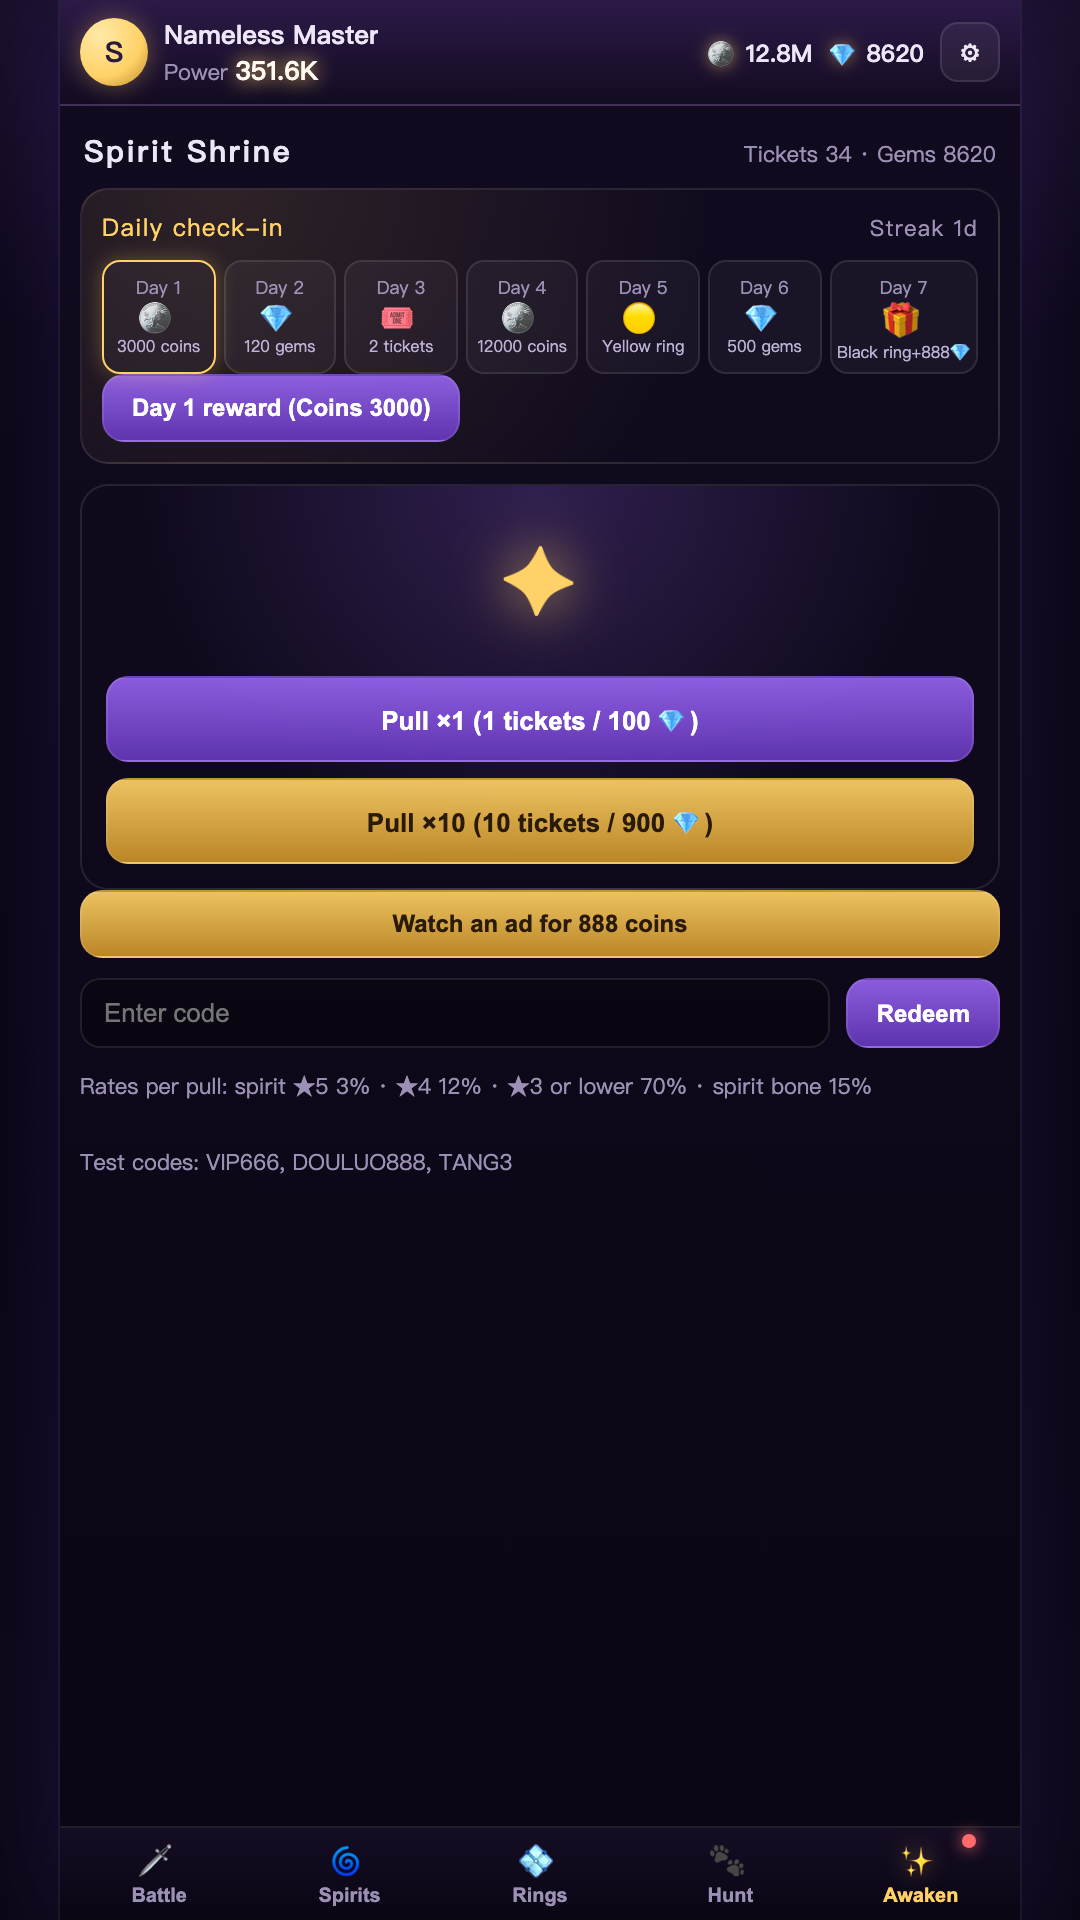 S
Nameless Master
Power 351.6K
12.8M
8620
Spirit Shrine
Tickets 34 · Gems 8620
Daily check-in
Streak 1d
Day 1
3000 coins
Day 2
120 gems
Day 3
ADMIT ONE
2 tickets
Day 4
12000 coins
Day 5
Yellow ring
Day 6
500 gems
Day 7
Black ring+888💎
Day 1 reward (Coins 3000)
Pull ×1 (1 tickets / 100 💎 )
Pull ×10 (10 tickets / 900 💎 )
Watch an ad for 888 coins
Enter code
Redeem
Rates per pull: spirit ★5 3% · ★4 12% · ★3 or lower 70% · spirit bone 15%
Test codes: VIP666, DOULUO888, TANG3
Battle
Spirits
Rings
Hunt
Awaken